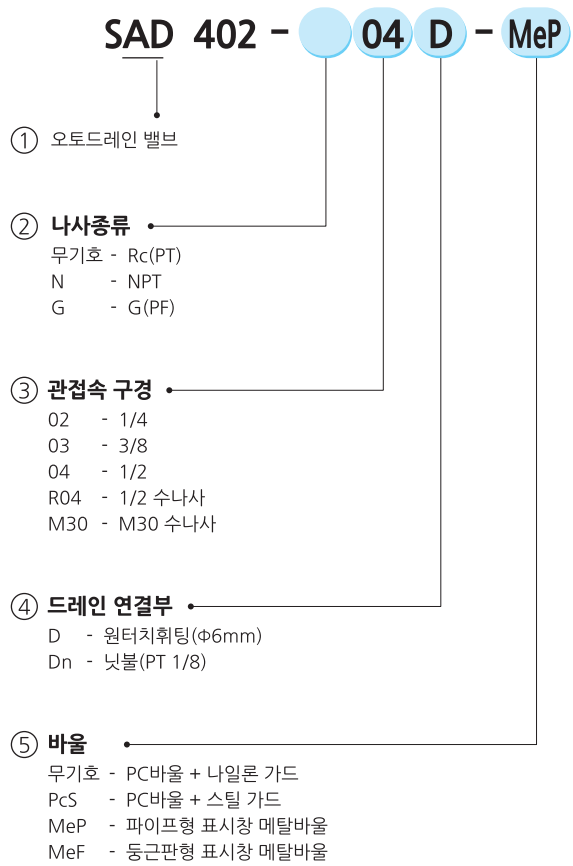 SAD 402 - 04 D - MeP
① 오토드레인 밸브
② 나사종류
무기호 - Rc(PT)
N - NPT
G - G(PF)
③ 관접속 구경
02 - 1/4
03 - 3/8
04 - 1/2
R04 - 1/2 수나사
M30 - M30 수나사
④ 드레인 연결부
D - 원터치휘팅(Φ6mm)
Dn - 닛불(PT 1/8)
⑤ 바울
무기호 - PC바울 + 나일론 가드
PcS - PC바울 + 스틸 가드
MeP - 파이프형 표시창 메탈바울
MeF - 둥근판형 표시창 메탈바울